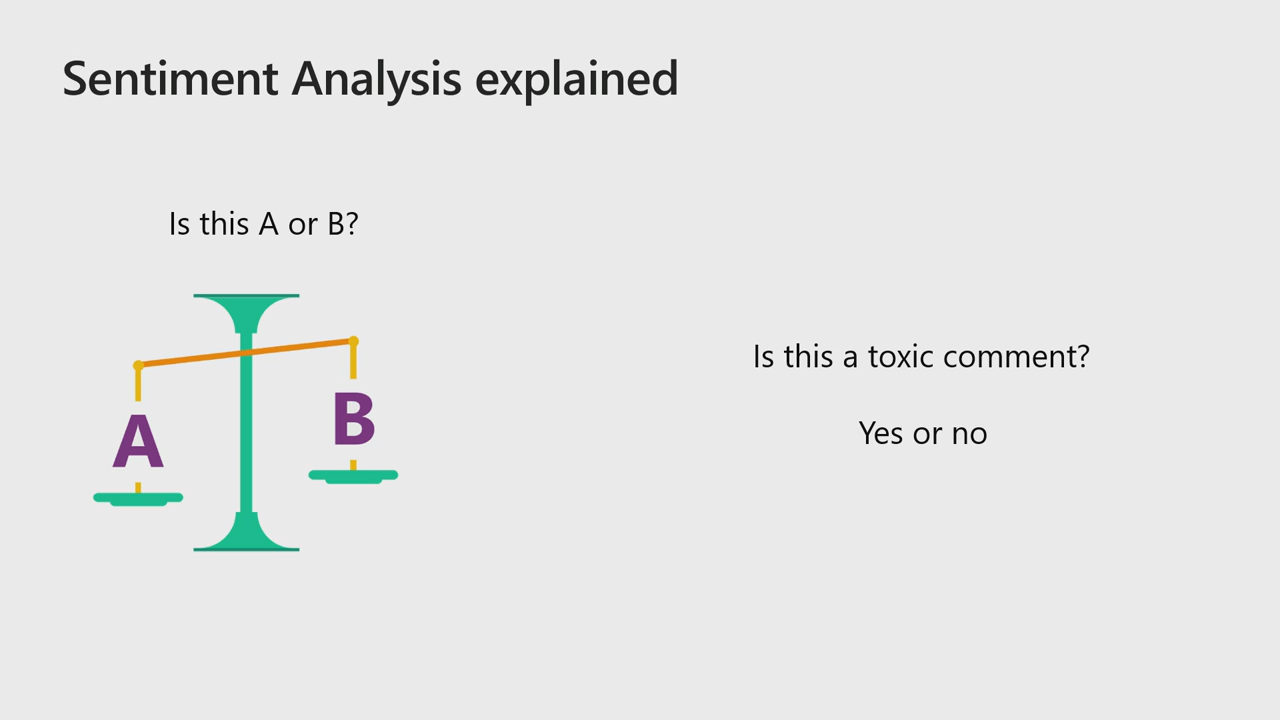 Sentiment Analysis explained
Is this A or B?
A
B
Is this a toxic comment?
Yes or no